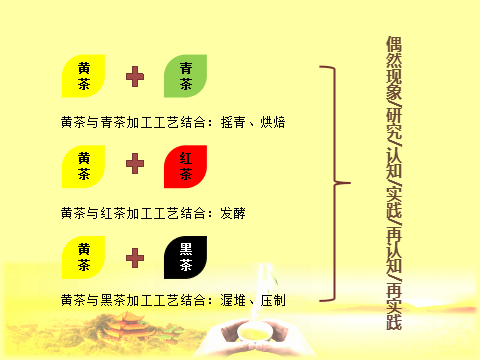 黄茶
青茶
黄茶与青茶加工工艺结合：摇青、烘焙
黄茶
红茶
黄茶与红茶加工工艺结合：发酵
黄茶
黑茶
黄茶与黑茶加工工艺结合：渥堆、压制
偶然现象/研究/认知/实践/再认知/再实践